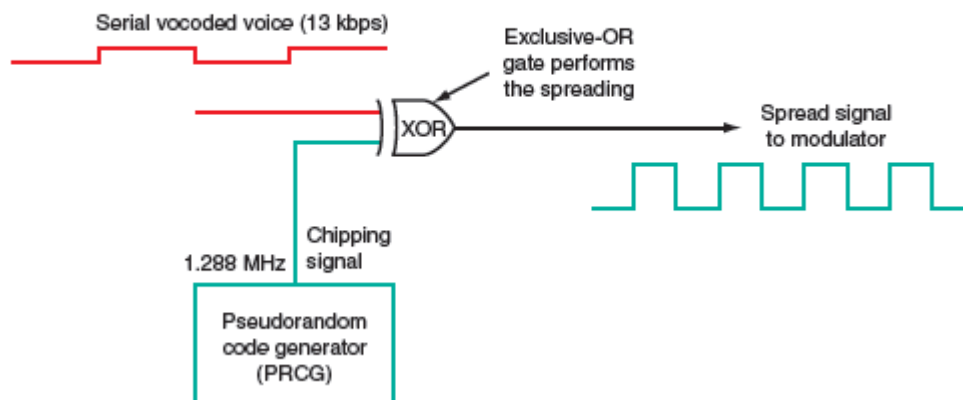 Serial vocoded voice (13 kbps)
Exclusive-OR
gate performs
the spreading
XOR
Spread signal
to modulator
Chipping
signal
1.288 MHz
Pseudorandom
code generator
(PRCG)